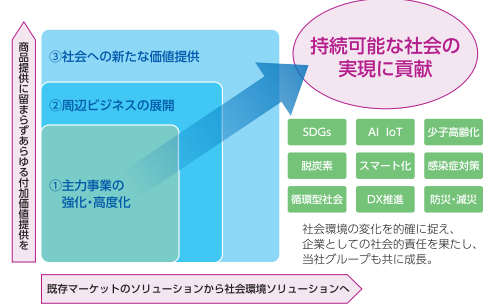 商品提供に留まらずあらゆる付加価値提供を
③社会への新たな価値提供
②周辺ビジネスの展開
①主力事業の
強化・高度化
持続可能な社会の
実現に貢献
SDGs
AI IoT
少子高齢化
脱炭素
スマート化
感染症対策
循環型社会
DX推進
防災・減災
社会環境の変化を的確に捉え、
企業としての社会的責任を果たし、
当社グループも共に成長。
既存マーケットのソリューションから社会環境ソリューションへ